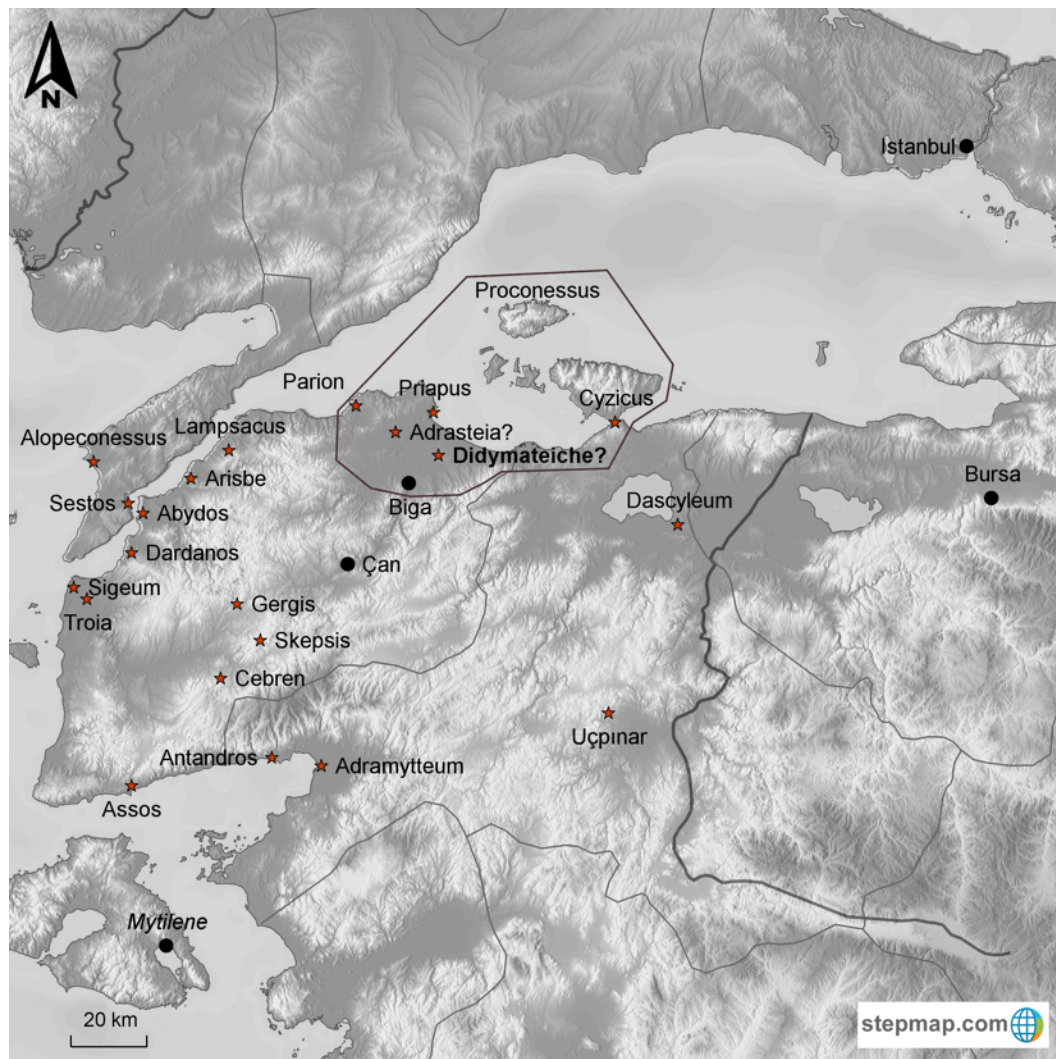 N
Istanbul
Proconessus
Parion
Priapus
Cyzicus
Lampsacus
Adrasteia?
Alopeconessus
Didymateiche?
Arisbe
Bursa
Sestos
Biga
Dascyleum
Abydos
Dardanos
Çan
Sigeum
Gergis
Troia
Skepsis
Cebren
Uçpınar
Antandros
Adramytteum
Assos
Mytilene
20 km
stepmap.com